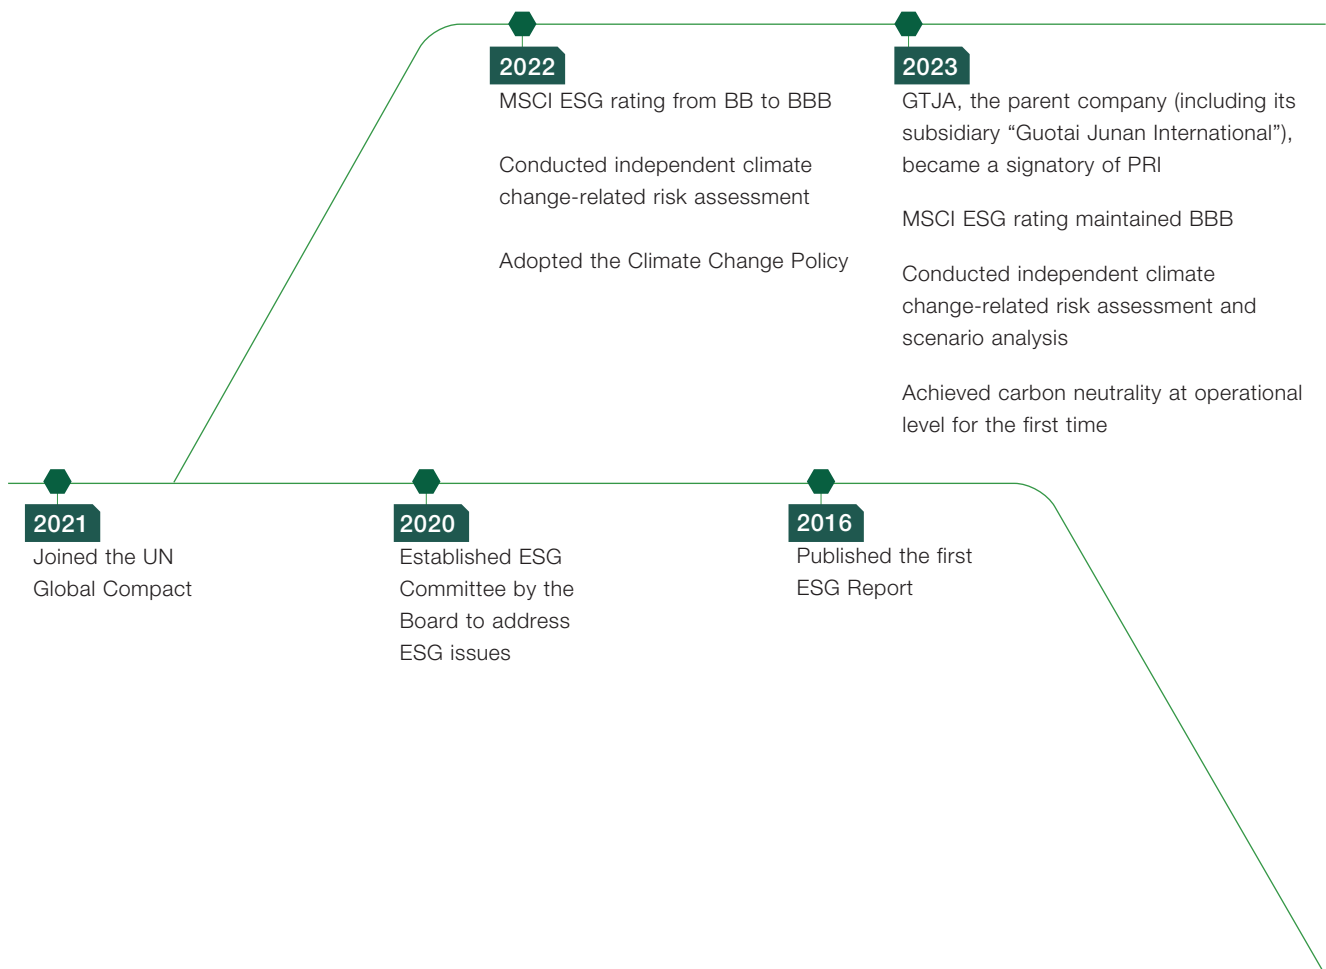 2022
MSCI ESG rating from BB to BBB
Conducted independent climate
change-related risk assessment
Adopted the Climate Change Policy
2023
GTJA, the parent company (including its
subsidiary “Guotai Junan International”),
became a signatory of PRI
MSCI ESG rating maintained BBB
Conducted independent climate
change-related risk assessment and
scenario analysis
Achieved carbon neutrality at operational
level for the first time
2021
Joined the UN
Global Compact
2020
Established ESG
Committee by the
Board to address
ESG issues
2016
Published the first
ESG Report